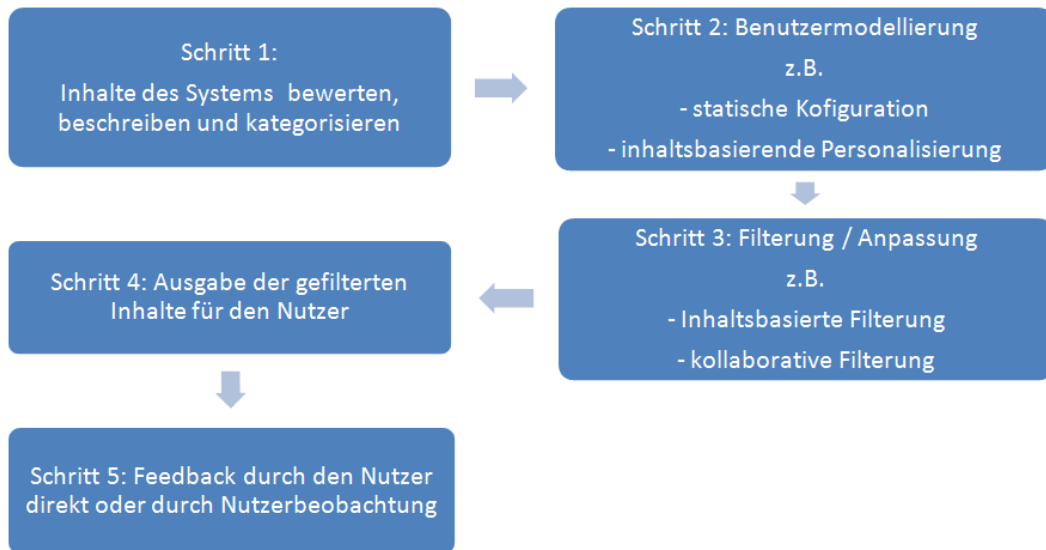 Schritt 1:
Inhalte des Systems bewerten,
beschreiben und kategorisieren
Schritt 2: Benutzermodellierung
z.B.
- statische Kofiguration
- inhaltsbasierende Personalisierung
Schritt 3: Filterung / Anpassung
z.B.
- Inhaltsbasierte Filterung
- kollaborative Filterung
Schritt 4: Ausgabe der gefilterten
Inhalte für den Nutzer
Schritt 5: Feedback durch den Nutzer
direkt oder durch Nutzerbeobachtung